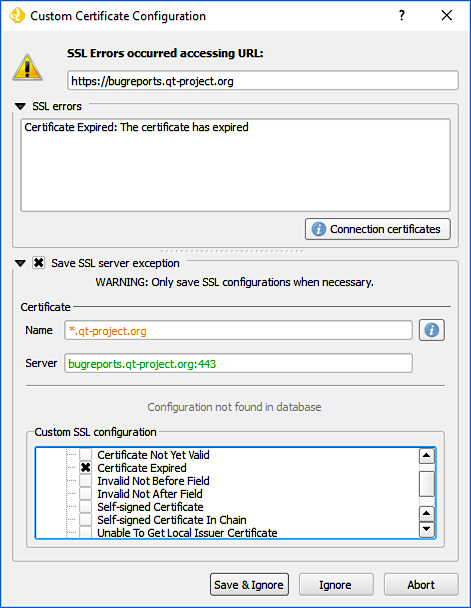 Custom Certificate Configuration
?
SSL Errors occurred accessing URL:
https://bugreports.qt-project.org
SSL errors
Certificate Expired: The certificate has expired
Connection certificates
Save SSL server exception
WARNING: Only save SSL configurations when necessary.
Certificate
Name
*.qt-project.org
Server
bugreports.qt-project.org:443
Configuration not found in database
Custom SSL configuration
Certificate Not Yet Valid
Certificate Expired
Invalid Not Before Field
Invalid Not After Field
Self-signed Certificate
Self-signed Certificate In Chain
Unable To Get Local Issuer Certificate
Save & Ignore
Ignore
Abort